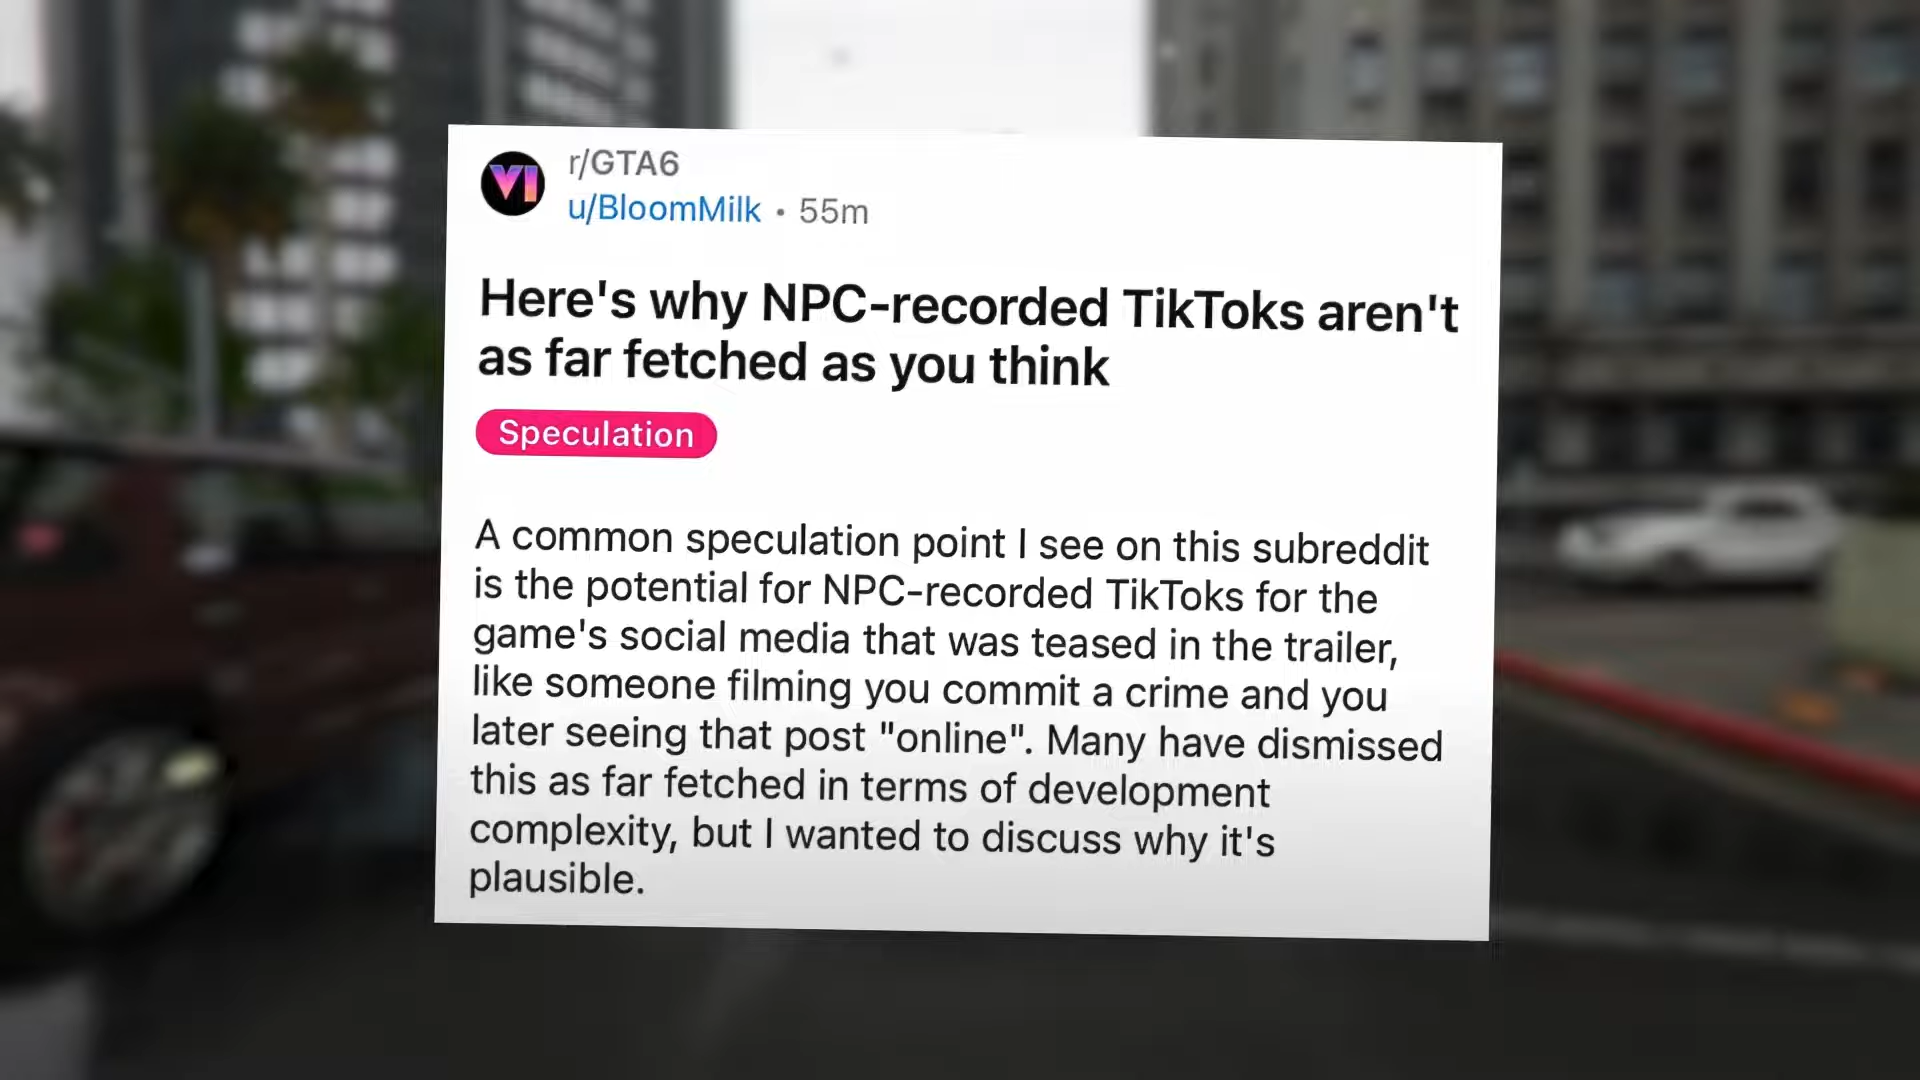 VI
r/GTA6
u/BloomMilk • 55m
Here's why NPC-recorded TikToks aren't
as far fetched as you think
Speculation
A common speculation point I see on this subreddit
is the potential for NPC-recorded TikToks for the
game's social media that was teased in the trailer,
like someone filming you commit a crime and you
later seeing that post "online". Many have dismissed
this as far fetched in terms of development
complexity, but I wanted to discuss why it's
plausible.